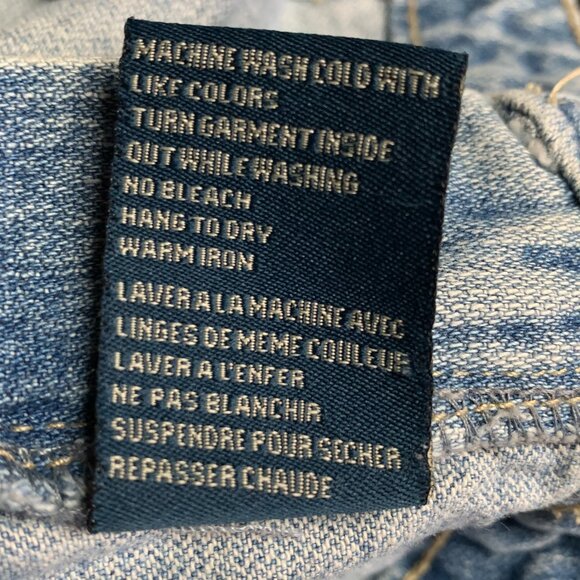 MACHINE WASH COLD WITH
LIKE COLORS
TURN GARMENT INSIDE
OUT WHILE WASHING
NO BLEACH
HANG TO DRY
WARM IRON
LAVER A LA MACHINE AVEC
LINGES DE MEME COULEUR
LAVER A L'ENFER
NE PAS BLANCHIR
SUSPENDRE POUR SECHER
REPASSER CHAUDE